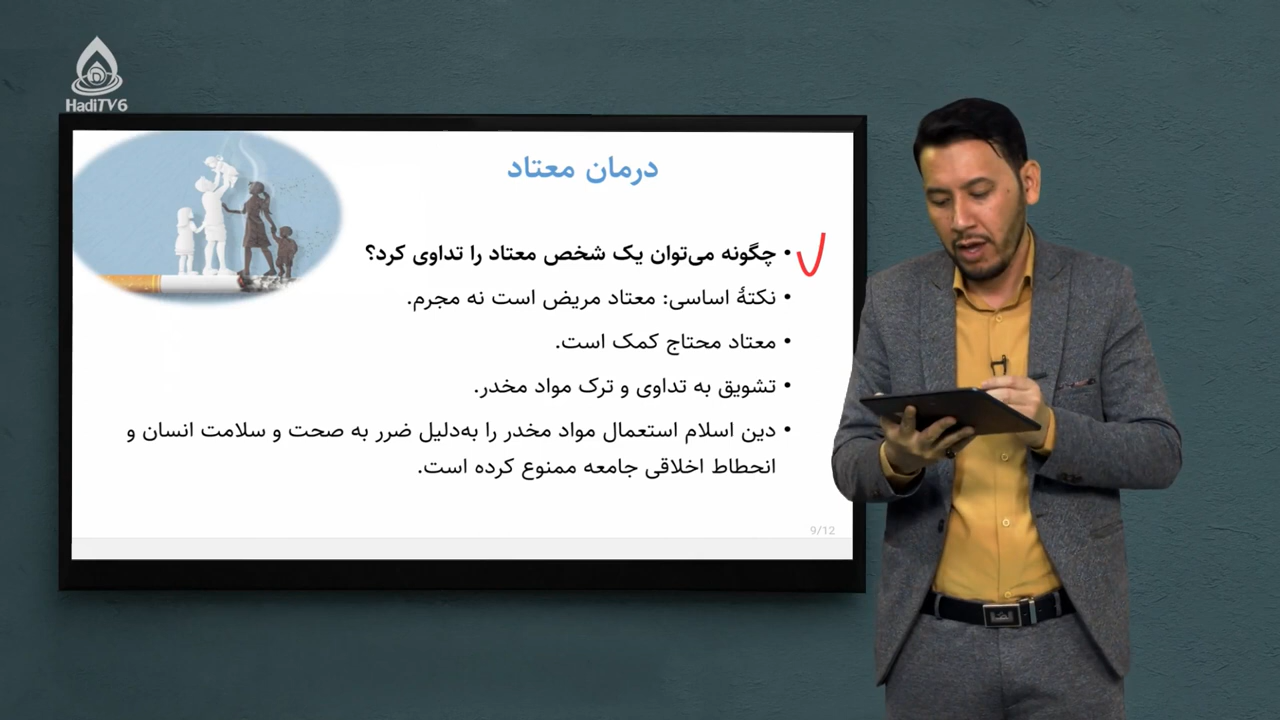 HadiTV6
درمان معتاد
• چگونه می‌توان یک شخص معتاد را تداوی کرد؟
• نکتهٔ اساسی: معتاد مریض است نه مجرم.
• معتاد محتاج کمک است.
• تشویق به تداوی و ترک مواد مخدر.
• دین اسلام استعمال مواد مخدر را به‌دلیل ضرر به صحت و سلامت انسان و
انحطاط اخلاقی جامعه ممنوع کرده است.
9/12